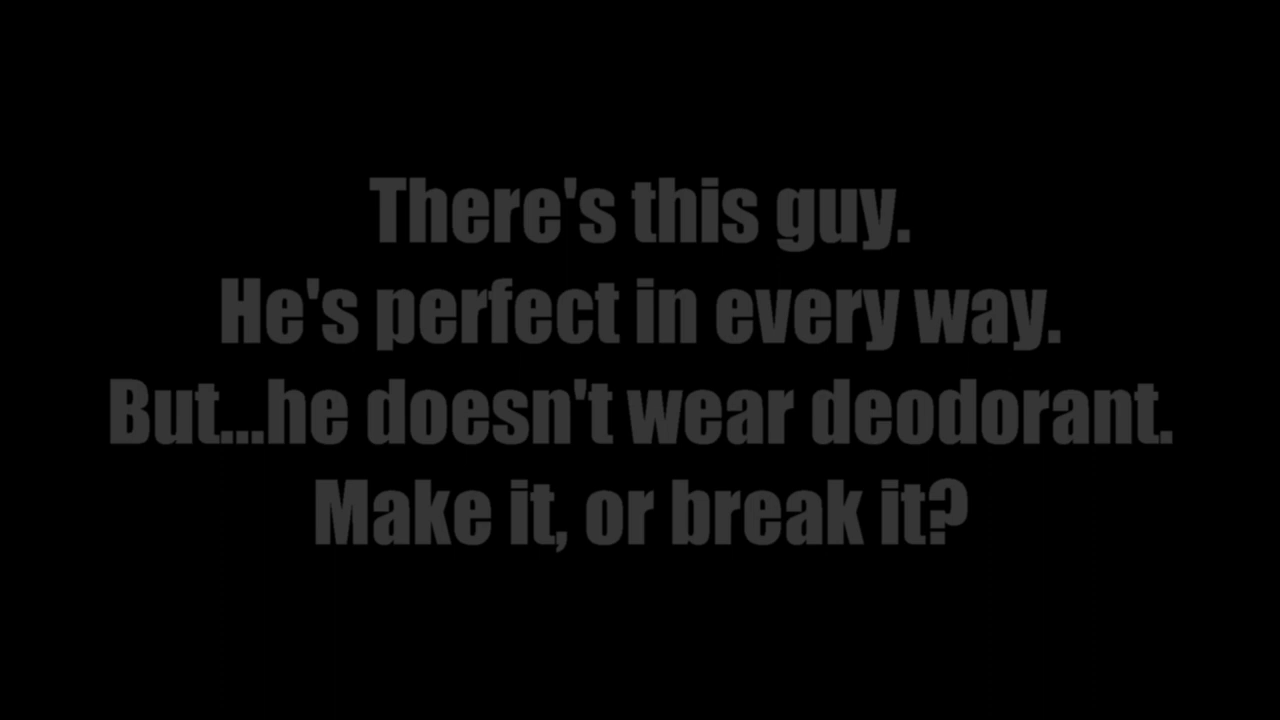 There's this guy.
He's perfect in every way.
But...he doesn't wear deodorant.
Make it, or break it?